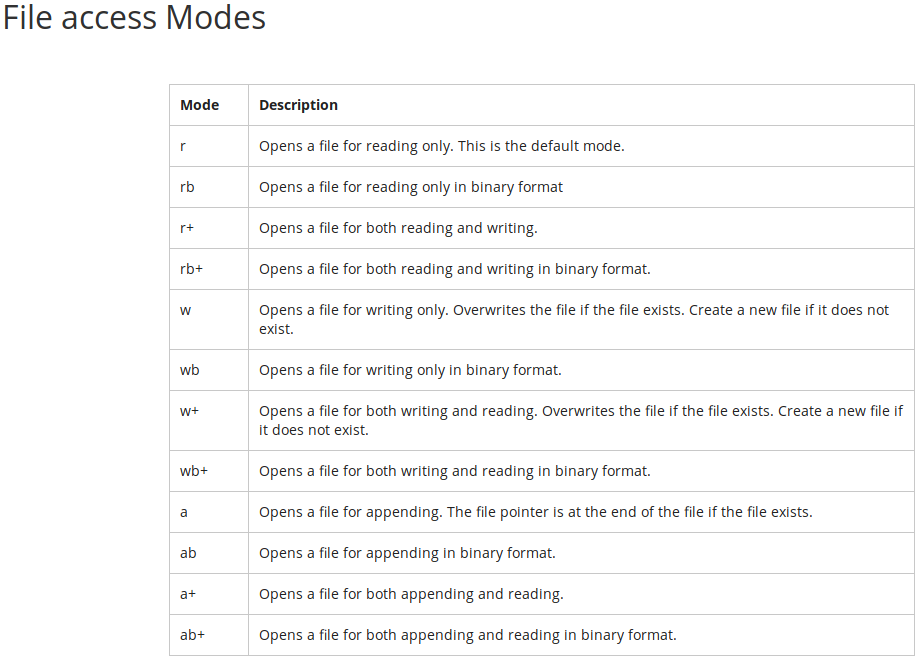 File access Modes
Mode Description
r Opens a file for reading only. This is the default mode.
rb Opens a file for reading only in binary format
r+ Opens a file for both reading and writing.
rb+ Opens a file for both reading and writing in binary format.
w Opens a file for writing only. Overwrites the file if the file exists. Create a new file if it does not
exist.
wb Opens a file for writing only in binary format.
w+ Opens a file for both writing and reading. Overwrites the file if the file exists. Create a new file if
it does not exist.
wb+ Opens a file for both writing and reading in binary format.
a Opens a file for appending. The file pointer is at the end of the file if the file exists.
ab Opens a file for appending in binary format.
a+ Opens a file for both appending and reading.
ab+ Opens a file for both appending and reading in binary format.